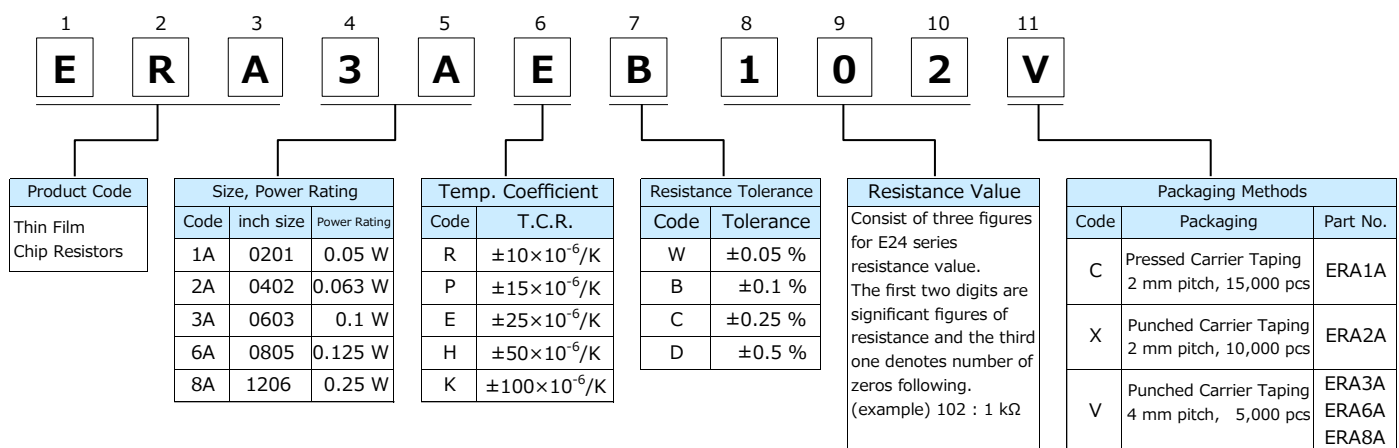 1 2 3 4 5 6 7 8 9 10 11
E R A 3 A E B 1 0 2 V
Product Code
Thin Film
Chip Resistors
Size, Power Rating
Code inch size Power Rating
1A 0201 0.05 W
2A 0402 0.063 W
3A 0603 0.1 W
6A 0805 0.125 W
8A 1206 0.25 W
Temp. Coefficient
Code T.C.R.
R ±10×10⁻⁶/K
P ±15×10⁻⁶/K
E ±25×10⁻⁶/K
H ±50×10⁻⁶/K
K ±100×10⁻⁶/K
Resistance Tolerance
Code Tolerance
W ±0.05 %
B ±0.1 %
C ±0.25 %
D ±0.5 %
Resistance Value
Consist of three figures
for E24 series
resistance value.
The first two digits are
significant figures of
resistance and the third
one denotes number of
zeros following.
(example) 102 : 1 kΩ
Packaging Methods
Code Packaging Part No.
C Pressed Carrier Taping
2 mm pitch, 15,000 pcs ERA1A
X Punched Carrier Taping
2 mm pitch, 10,000 pcs ERA2A
V Punched Carrier Taping
4 mm pitch, 5,000 pcs
ERA3A
ERA6A
ERA8A